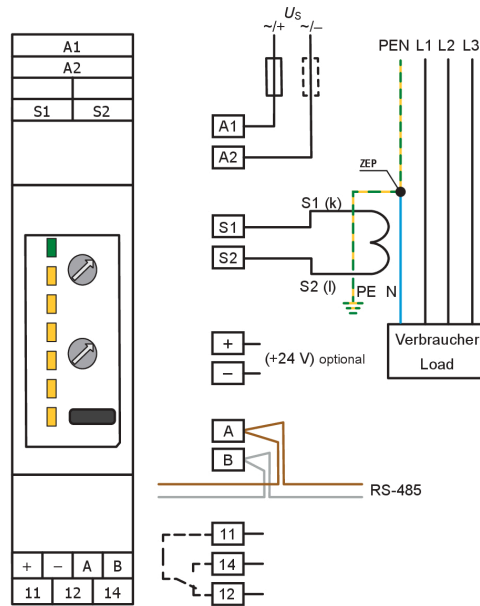 A1
A2
S1 S2
+ − A B
11 12 14
Us
~/+ ~/–
A1
A2
PEN L1 L2 L3
ZEP
S1 (k)
S1
S2
S2 (l)
PE N
Verbraucher
Load
+
−
(+24 V) optional
A
B
RS-485
11
14
12